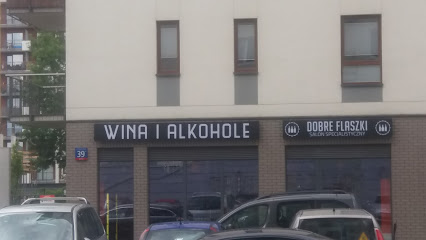 WINA I ALKOHOLE
DOBRE FLASZKI
SALON SPECJALISTYCZNY
39